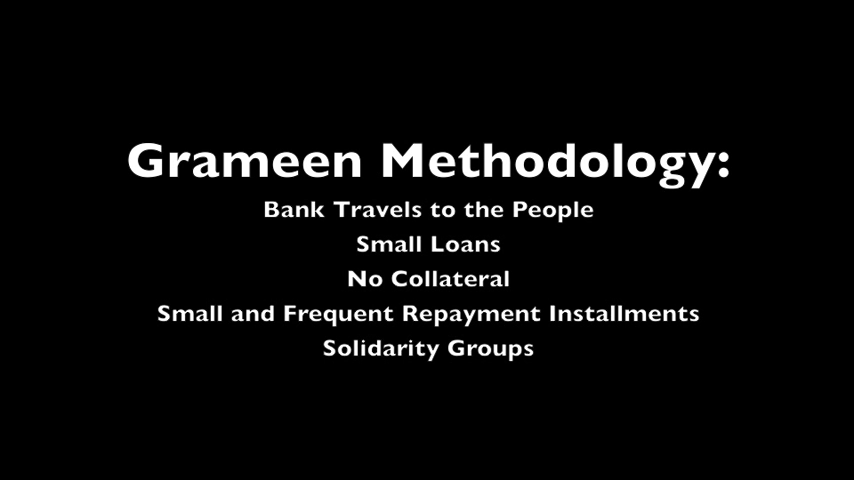 Grameen Methodology:
Bank Travels to the People
Small Loans
No Collateral
Small and Frequent Repayment Installments
Solidarity Groups